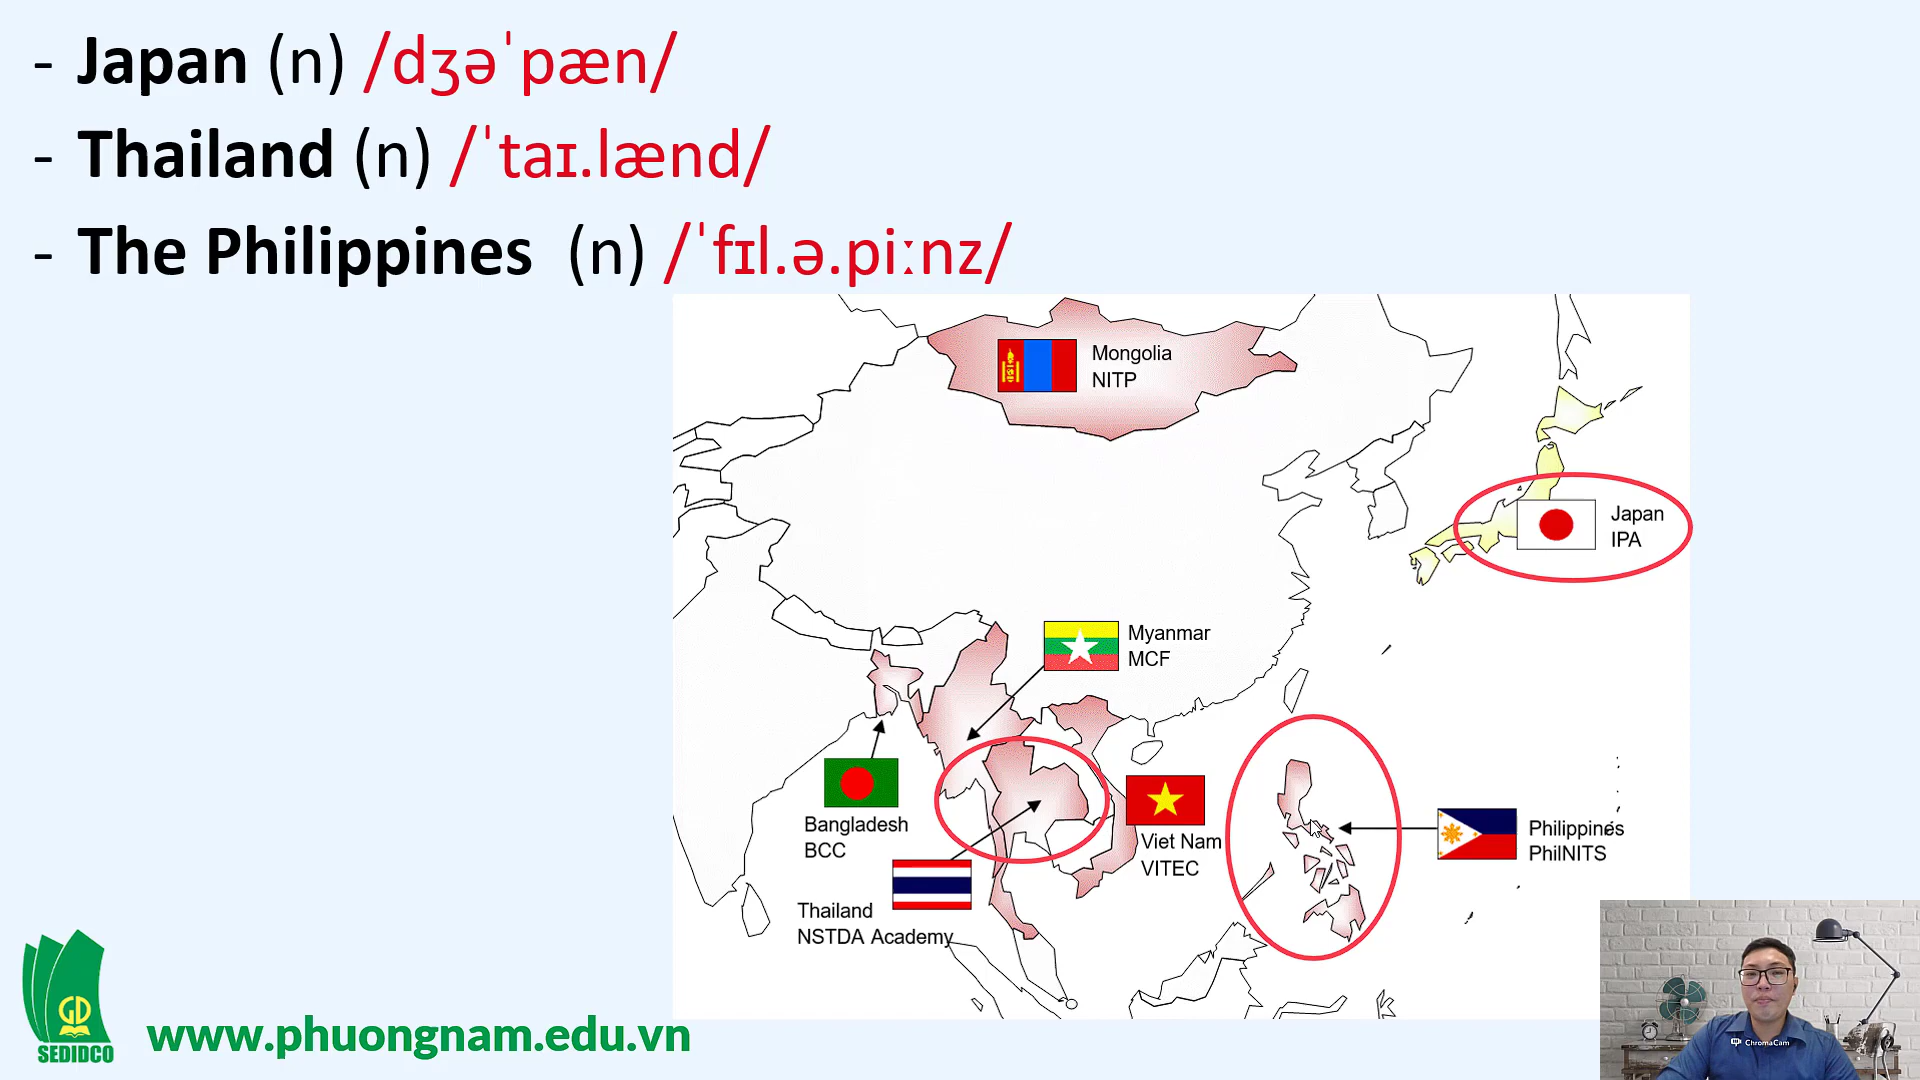 - Japan (n) /dʒəˈpæn/
- Thailand (n) /ˈtaɪ.lænd/
- The Philippines (n) /ˈfɪl.ə.piːnz/
Mongolia
NITP
Japan
IPA
Myanmar
MCF
Bangladesh
BCC
Viet Nam
VITEC
Philippines
PhilNITS
Thailand
NSTDA Academy
GD
SEDIDCO
www.phuongnam.edu.vn
ChromaCam